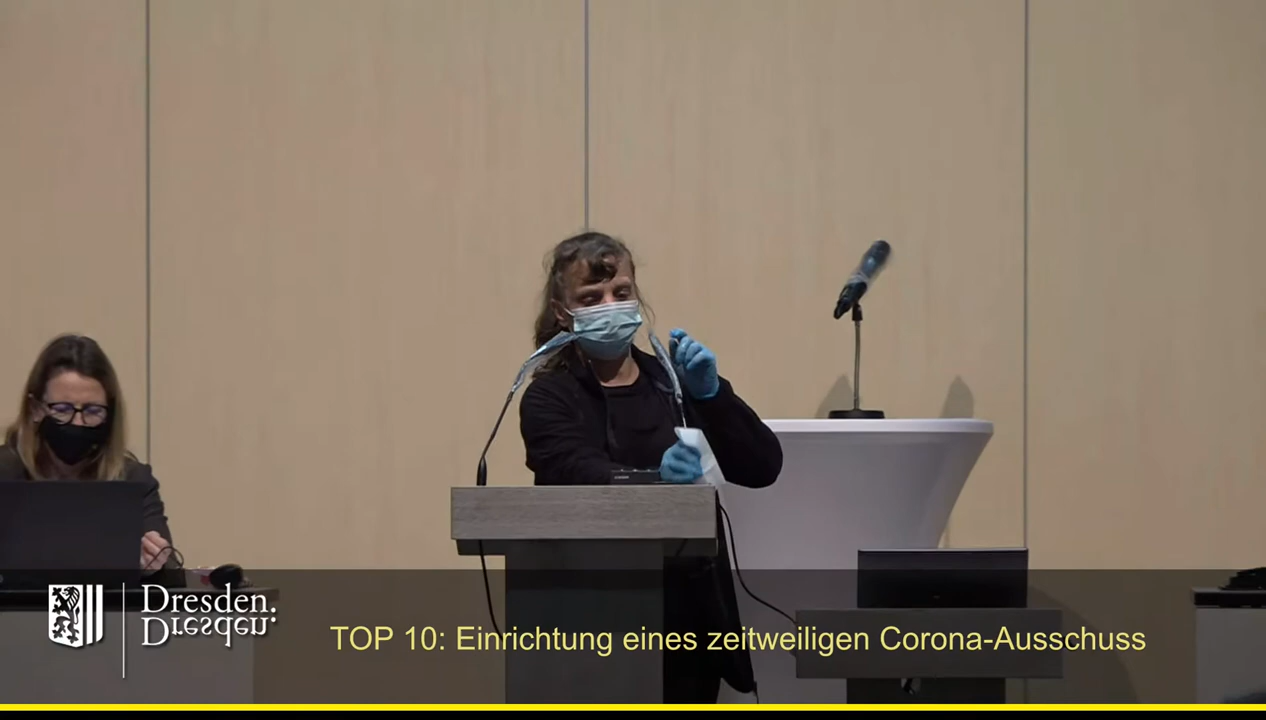 Dresden.
Dresden.
TOP 10: Einrichtung eines zeitweiligen Corona-Ausschuss